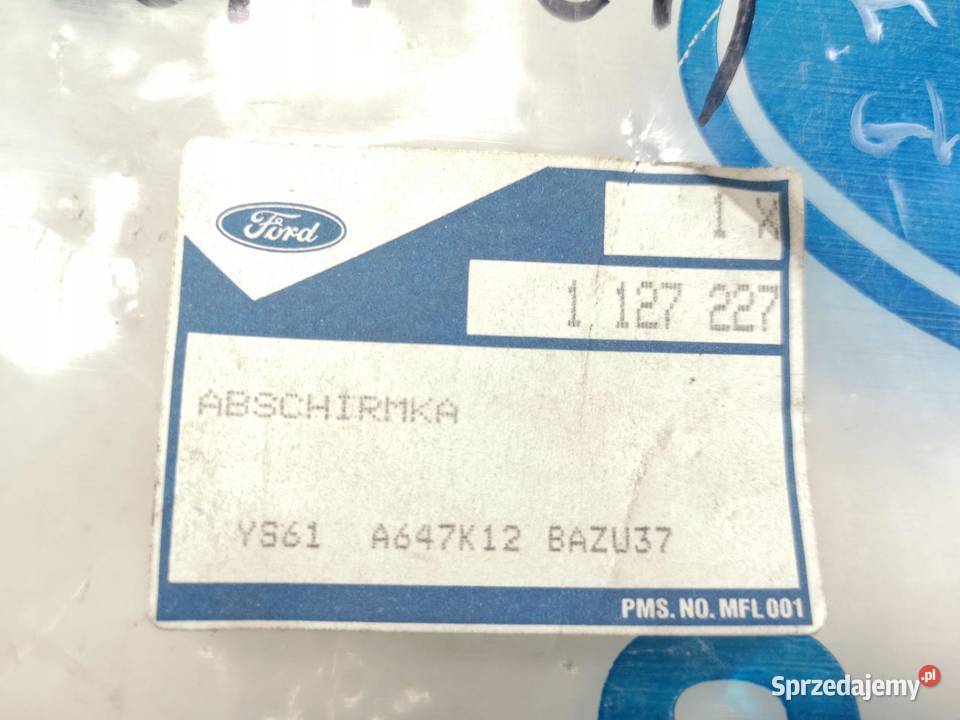 Ford
1 X
1 127 227
ABSCHIRMKA
YS61 A647K12 BAZU37
PMS. NO. MFL 001
Sprzedajemy.pl